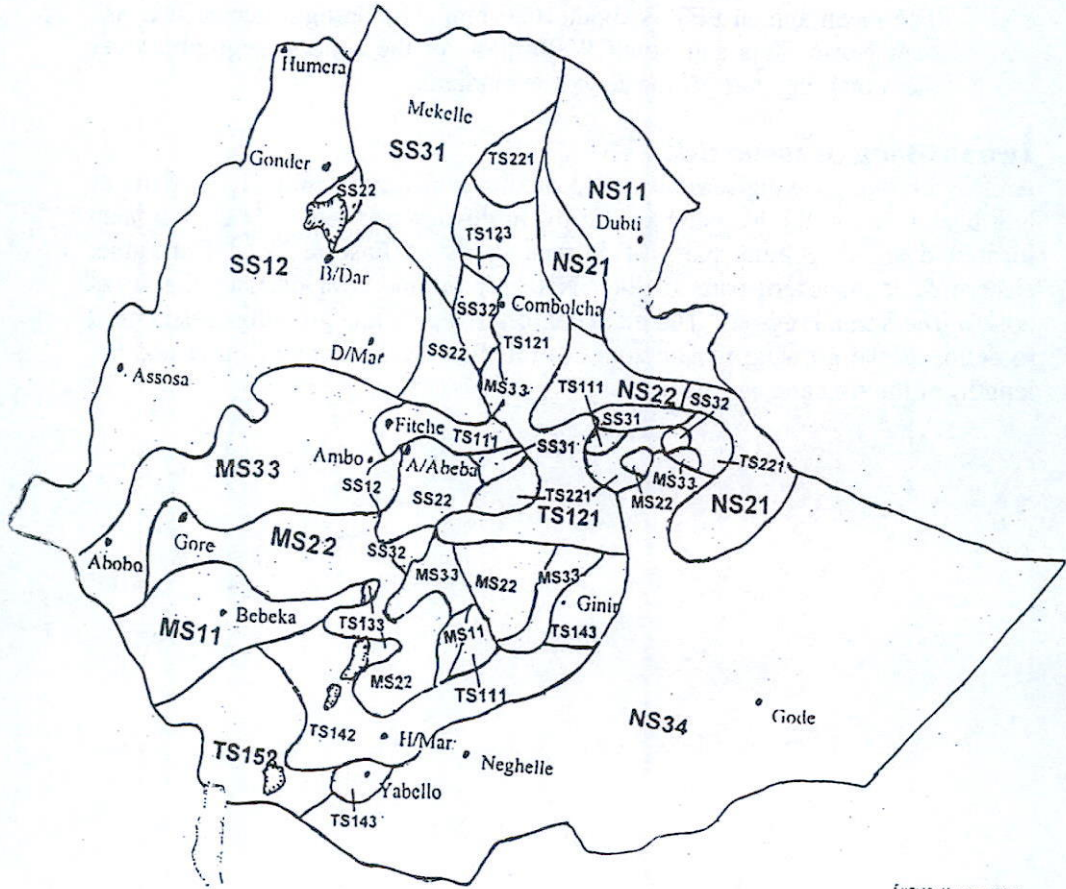 Humera
Mekelle
SS31
TS221
Gonder
SS22
NS11
Dubti
TS123
SS12
B/Dar
NS21
SS32
Combolcha
D/Mar
SS22
TS121
Assosa
MS33
TS111
NS22
SS32
SS31
Fitche
TS111
SS31
MS33
Ambo
A/Abeba
TS221
SS12
SS22
TS221
MS33
MS22
NS21
TS121
Gore
MS22
Abobo
SS32
MS33
MS22
MS33
Ginir
MS11
Bebeka
TS133
MS11
TS143
MS22
TS111
NS34
Gode
TS142
H/Mar
TS152
Neghelle
Yabello
TS143